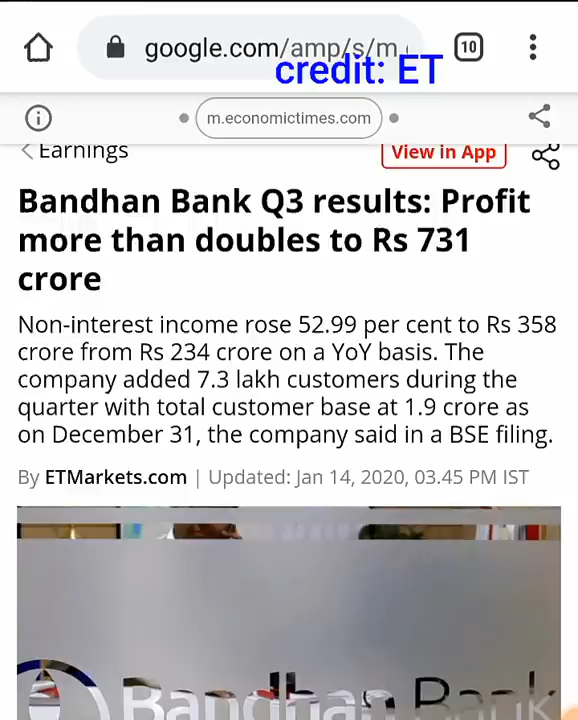 google.com/amp/s/m.
10
credit: ET
m.economictimes.com
Earnings
View in App
Bandhan Bank Q3 results: Profit
more than doubles to Rs 731
crore
Non-interest income rose 52.99 per cent to Rs 358
crore from Rs 234 crore on a YoY basis. The
company added 7.3 lakh customers during the
quarter with total customer base at 1.9 crore as
on December 31, the company said in a BSE filing.
By ETMarkets.com | Updated: Jan 14, 2020, 03.45 PM IST
Bandhan Bank